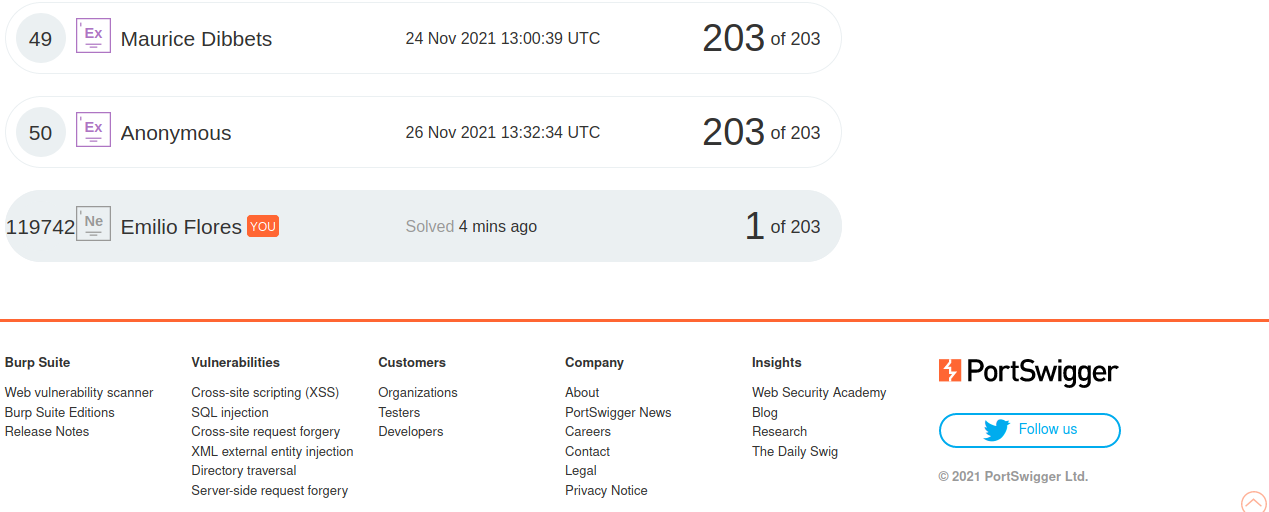 49 Ex Maurice Dibbets 24 Nov 2021 13:00:39 UTC 203 of 203
50 Ex Anonymous 26 Nov 2021 13:32:34 UTC 203 of 203
119742 Ne Emilio Flores YOU Solved 4 mins ago 1 of 203
Burp Suite
Web vulnerability scanner
Burp Suite Editions
Release Notes
Vulnerabilities
Cross-site scripting (XSS)
SQL injection
Cross-site request forgery
XML external entity injection
Directory traversal
Server-side request forgery
Customers
Organizations
Testers
Developers
Company
About
PortSwigger News
Careers
Contact
Legal
Privacy Notice
Insights
Web Security Academy
Blog
Research
The Daily Swig
PortSwigger
Follow us
© 2021 PortSwigger Ltd.